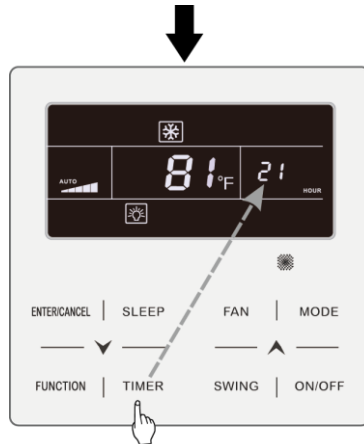 AUTO 81°F 21 HOUR
ENTER/CANCEL SLEEP FAN MODE
FUNCTION TIMER SWING ON/OFF